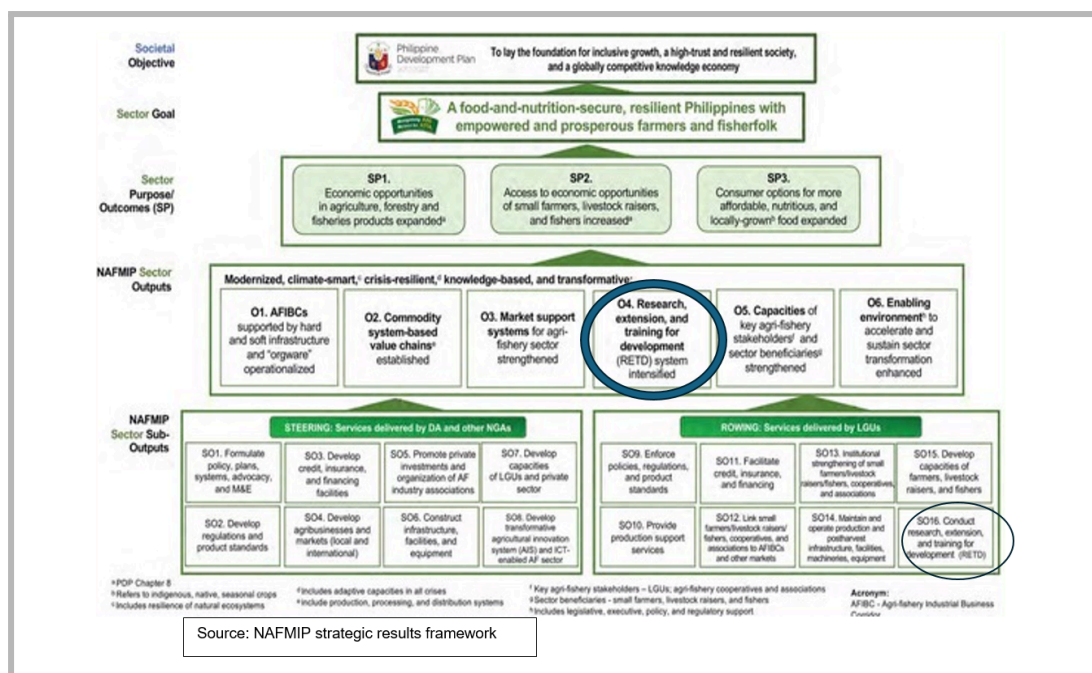 Societal
Objective
Philippine
Development Plan
To lay the foundation for inclusive growth, a high-trust and resilient society,
and a globally competitive knowledge economy
Sector Goal
A food-and-nutrition-secure, resilient Philippines with
empowered and prosperous farmers and fisherfolk
Sector
Purpose/
Outcomes (SP)
SP1.
Economic opportunities
in agriculture, forestry and
fisheries products expandedᵃ
SP2.
Access to economic opportunities
of small farmers, livestock raisers,
and fishers increasedᵃ
SP3.
Consumer options for more
affordable, nutritious, and
locally-grownᵇ food expanded
NAFMIP Sector
Outputs
Modernized, climate-smart,ᶜ crisis-resilient,ᵈ knowledge-based, and transformative:
O1. AFIBCs
supported by hard
and soft infrastructure
and "orgware"
operationalized
O2. Commodity
system-based
value chainsᵉ
established
O3. Market support
systems for agri-
fishery sector
strengthened
O4. Research,
extension, and
training for
development
(RETD) system
intensified
O5. Capacities of
key agri-fishery
stakeholdersᶠ and
sector beneficiariesᵍ
strengthened
O6. Enabling
environmentʰ to
accelerate and
sustain sector
transformation
enhanced
NAFMIP
Sector Sub-
Outputs
STEERING: Services delivered by DA and other NGAs
SO1. Formulate
policy, plans,
systems, advocacy,
and M&E
SO3. Develop
credit, insurance,
and financing
facilities
SO5. Promote private
investments and
organization of AF
industry associations
SO7. Develop
capacities
of LGUs and private
sector
SO2. Develop
regulations and
product standards
SO4. Develop
agribusinesses and
markets (local and
international)
SO6. Construct
infrastructure,
facilities, and
equipment
SO8. Develop
transformative
agricultural innovation
system (AIS) and ICT-
enabled AF sector
ROWING: Services delivered by LGUs
SO9. Enforce
policies, regulations,
and product
standards
SO11. Facilitate
credit, insurance,
and financing
SO13. Institutional
strengthening of small
farmers/livestock
raisers/fishers, cooperatives,
and associations
SO15. Develop
capacities of
farmers, livestock
raisers, and fishers
SO10. Provide
production support
services
SO12. Link small
farmers/livestock raisers/
fishers, cooperatives, and
associations to AFIBCs
and other markets
SO14. Maintain and
operate production and
postharvest
infrastructure, facilities,
machineries, equipment
SO16. Conduct
research, extension,
and training for
development (RETD)
ᵃ PDP Chapter 8
ᵇ Refers to indigenous, native, seasonal crops
ᶜ Includes resilience of natural ecosystems
ᵈ Includes adaptive capacities in all crises
ᵉ Include production, processing, and distribution systems
ᶠ Key agri-fishery stakeholders – LGUs; agri-fishery cooperatives and associations
ᵍ Sector beneficiaries - small farmers, livestock raisers, and fishers
ʰ Includes legislative, executive, policy, and regulatory support
Acronym:
AFIBC - Agri-fishery Industrial Business
Corridor
Source: NAFMIP strategic results framework